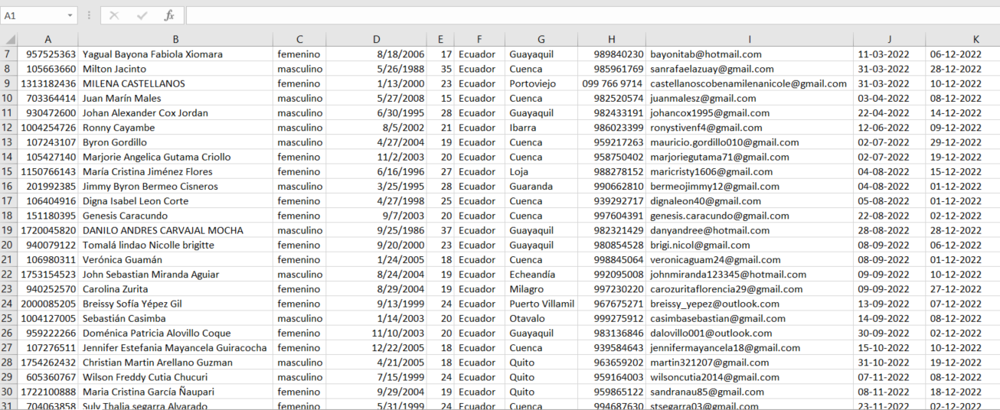 A1 fx
A B C D E F G H I J K
7 957525363 Yagual Bayona Fabiola Xiomara femenino 8/18/2006 17 Ecuador Guayaquil 989840230 bayonitab@hotmail.com 11-03-2022 06-12-2022
8 105663660 Milton Jacinto masculino 5/26/1988 35 Ecuador Cuenca 985961769 sanrafaelazuay@gmail.com 31-03-2022 28-12-2022
9 1313182436 MILENA CASTELLANOS femenino 1/13/2000 23 Ecuador Portoviejo 099 766 9714 castellanoscobenamilenanicole@gmail.com 31-03-2022 10-12-2022
10 703364414 Juan Marín Males masculino 5/27/2008 15 Ecuador Cuenca 982520574 juanmalesz@gmail.com 03-04-2022 08-12-2022
11 930472600 Johan Alexander Cox Jordan masculino 6/30/1995 28 Ecuador Guayaquil 982433191 johancox1995@gmail.com 22-04-2022 14-12-2022
12 1004254726 Ronny Cayambe masculino 8/5/2002 21 Ecuador Ibarra 986023399 ronystivenf4@gmail.com 12-06-2022 09-12-2022
13 107243107 Byron Gordillo masculino 4/27/2004 19 Ecuador Cuenca 959217263 mauricio.gordillo010@gmail.com 02-07-2022 29-12-2022
14 105427140 Marjorie Angelica Gutama Criollo femenino 11/2/2003 20 Ecuador Cuenca 958750402 marjoriegutama71@gmail.com 02-07-2022 19-12-2022
15 1150766143 María Cristina Jiménez Flores femenino 6/16/1996 27 Ecuador Loja 988278152 maricristy1606@gmail.com 04-08-2022 15-12-2022
16 201992385 Jimmy Byron Bermeo Cisneros masculino 3/25/1995 28 Ecuador Guaranda 990662810 bermeojimmy12@gmail.com 04-08-2022 01-12-2022
17 106404916 Digna Isabel Leon Corte femenino 4/27/1998 25 Ecuador Cuenca 939292717 dignaleon40@gmail.com 05-08-2022 01-12-2022
18 151180395 Genesis Caracundo femenino 9/7/2003 20 Ecuador Cuenca 997604391 genesis.caracundo@gmail.com 22-08-2022 02-12-2022
19 1720045820 DANILO ANDRES CARVAJAL MOCHA masculino 9/25/1986 37 Ecuador Guayaquil 982321429 danyandree@hotmail.com 28-08-2022 28-12-2022
20 940079122 Tomalá lindao Nicolle brigitte femenino 9/20/2000 23 Ecuador Guayaquil 980854528 brigi.nicol@gmail.com 08-09-2022 06-12-2022
21 106980311 Verónica Guamán femenino 1/24/2005 18 Ecuador Cuenca 998845064 veronicaguam24@gmail.com 08-09-2022 01-12-2022
22 1753154523 John Sebastian Miranda Aguiar masculino 8/24/2004 19 Ecuador Echeandía 992095008 johnmiranda123345@hotmail.com 09-09-2022 10-12-2022
23 940252570 Carolina Zurita femenino 8/29/2004 19 Ecuador Milagro 997230220 carozuritaflorencia29@gmail.com 09-09-2022 27-12-2022
24 2000085205 Breissy Sofía Yépez Gil femenino 9/13/1999 24 Ecuador Puerto Villamil 967675271 breissy_yepez@outlook.com 13-09-2022 07-12-2022
25 1004127005 Sebastián Casimba masculino 1/14/2003 20 Ecuador Otavalo 999275912 casimbasebastian@gmail.com 14-09-2022 08-12-2022
26 959222266 Doménica Patricia Alovillo Coque femenino 11/10/2003 20 Ecuador Guayaquil 983136846 dalovillo001@outlook.com 30-09-2022 02-12-2022
27 107276511 Jennifer Estefania Mayancela Guiracocha femenino 12/22/2005 18 Ecuador Cuenca 939584643 jennifermayancela18@gmail.com 15-10-2022 10-12-2022
28 1754262432 Christian Martin Arellano Guzman masculino 4/21/2005 18 Ecuador Quito 963659202 martin321207@gmail.com 31-10-2022 19-12-2022
29 605360767 Wilson Freddy Cutia Chucuri masculino 7/15/1999 24 Ecuador Quito 959164003 wilsoncutia2014@gmail.com 07-11-2022 08-12-2022
30 1722100888 Maria Cristina García Ñaupari femenino 9/29/2004 19 Ecuador Quito 959865122 sandranau85@gmail.com 08-11-2022 18-12-2022
31 704063858 Suly Thalia segarra Alvarado femenino 5/31/1999 24 Ecuador Cuenca 994687630 stsegarra03@gmail.com 23-11-2022 02-12-2022